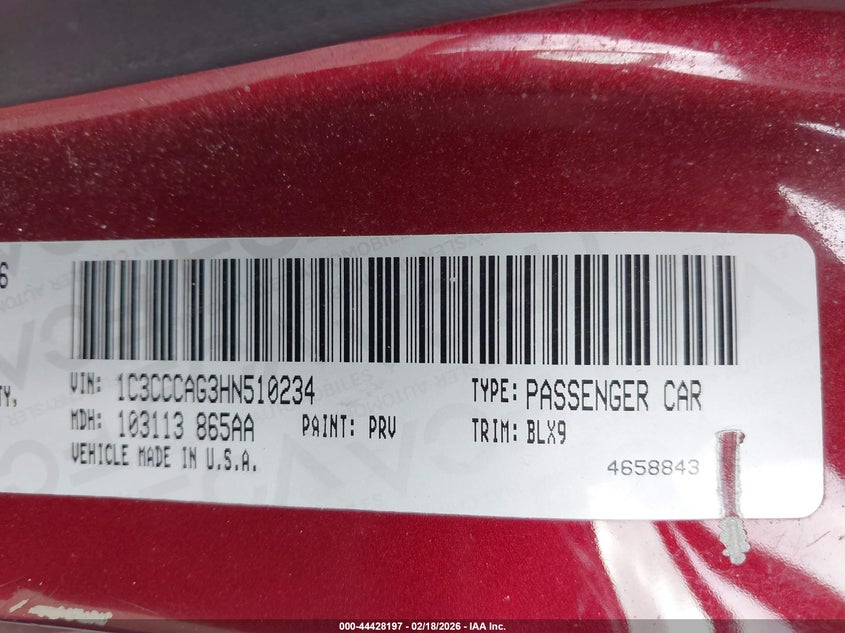 6
TY,
VIN: 1C3CCCAG3HN510234
TYPE: PASSENGER CAR
MDH: 103113 865AA
PAINT: PRV
TRIM: BLX9
VEHICLE MADE IN U.S.A.
4658843
000-44428197 - 02/18/2026 - IAA Inc.